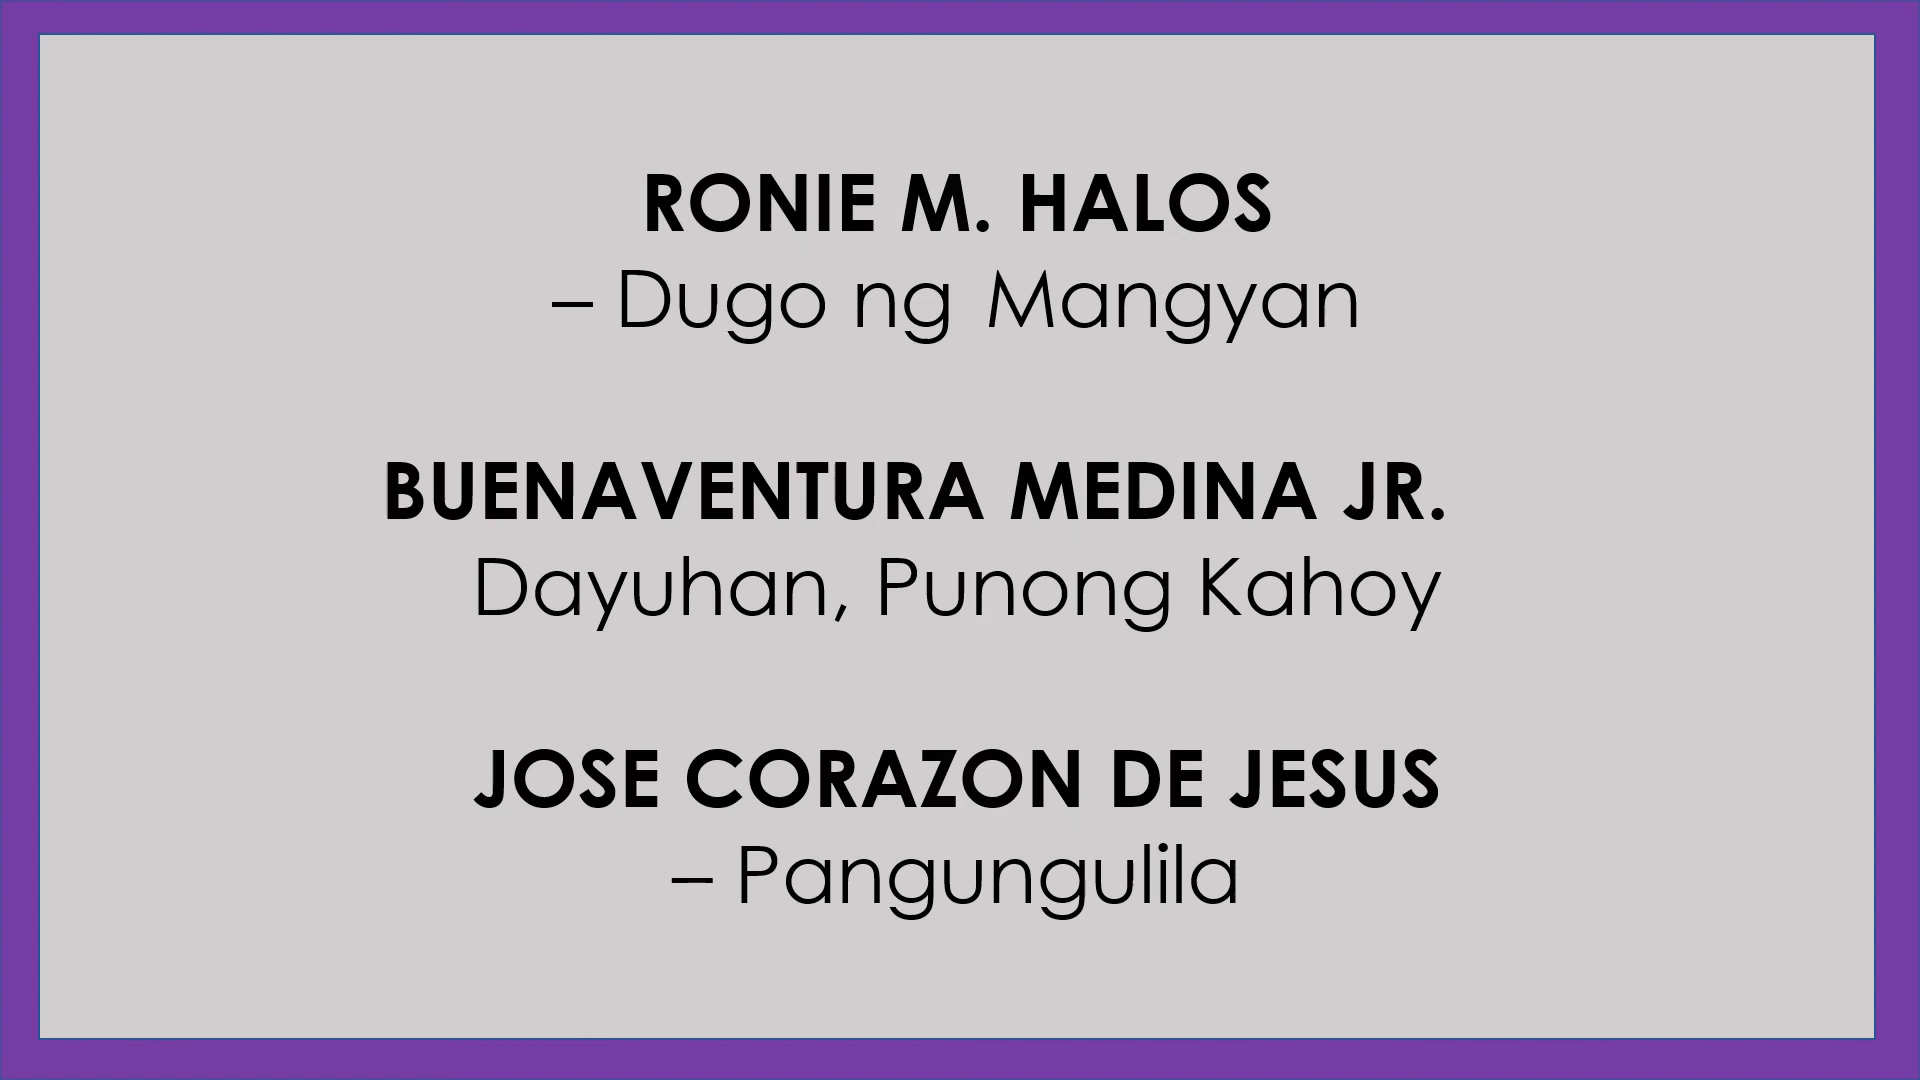 RONIE M. HALOS
– Dugo ng Mangyan
BUENAVENTURA MEDINA JR.
Dayuhan, Punong Kahoy
JOSE CORAZON DE JESUS
– Pangungulila